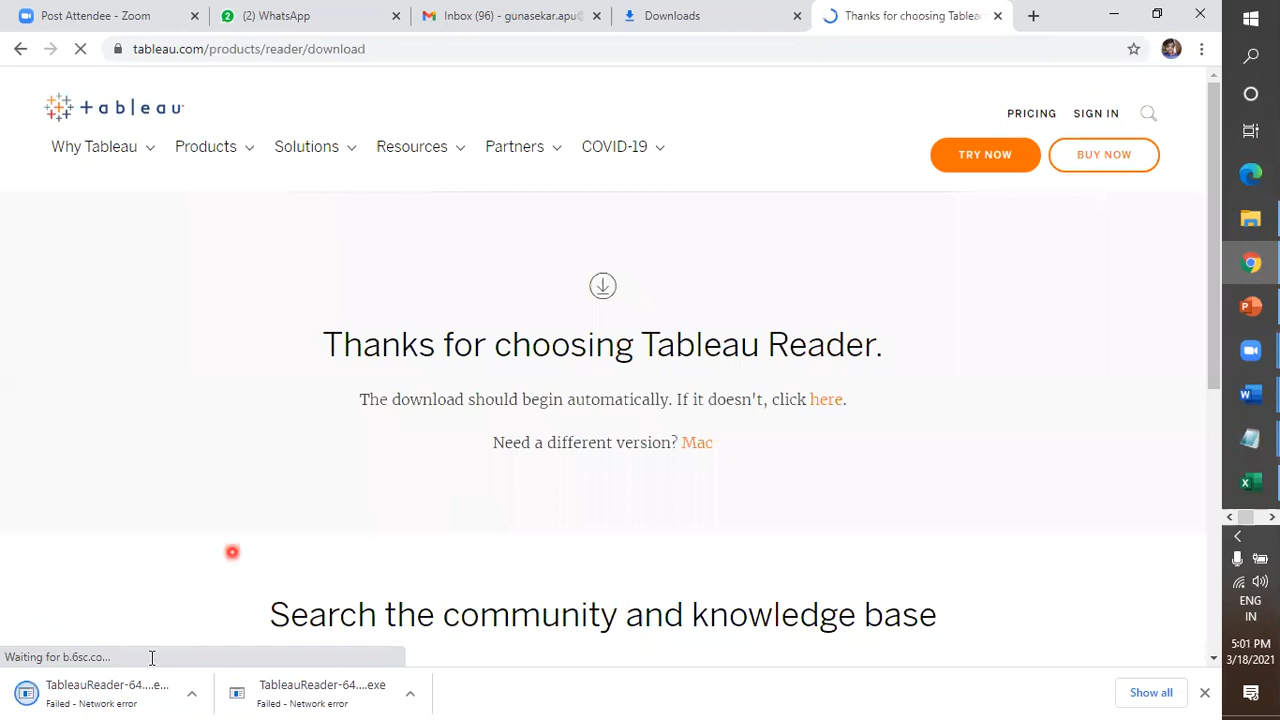 Post Attendee - Zoom
(2) WhatsApp
Inbox (96) - gunasekar.apu@
Downloads
Thanks for choosing Tablea
tableau.com/products/reader/download
+ a b l e a u
PRICING SIGN IN
Why Tableau Products Solutions Resources Partners COVID-19
TRY NOW BUY NOW
Thanks for choosing Tableau Reader.
The download should begin automatically. If it doesn't, click here.
Need a different version? Mac
Search the community and knowledge base
Waiting for b.6sc.co...
TableauReader-64....e...
Failed - Network error
TableauReader-64....exe
Failed - Network error
Show all
ENG
IN
5:01 PM
3/18/2021